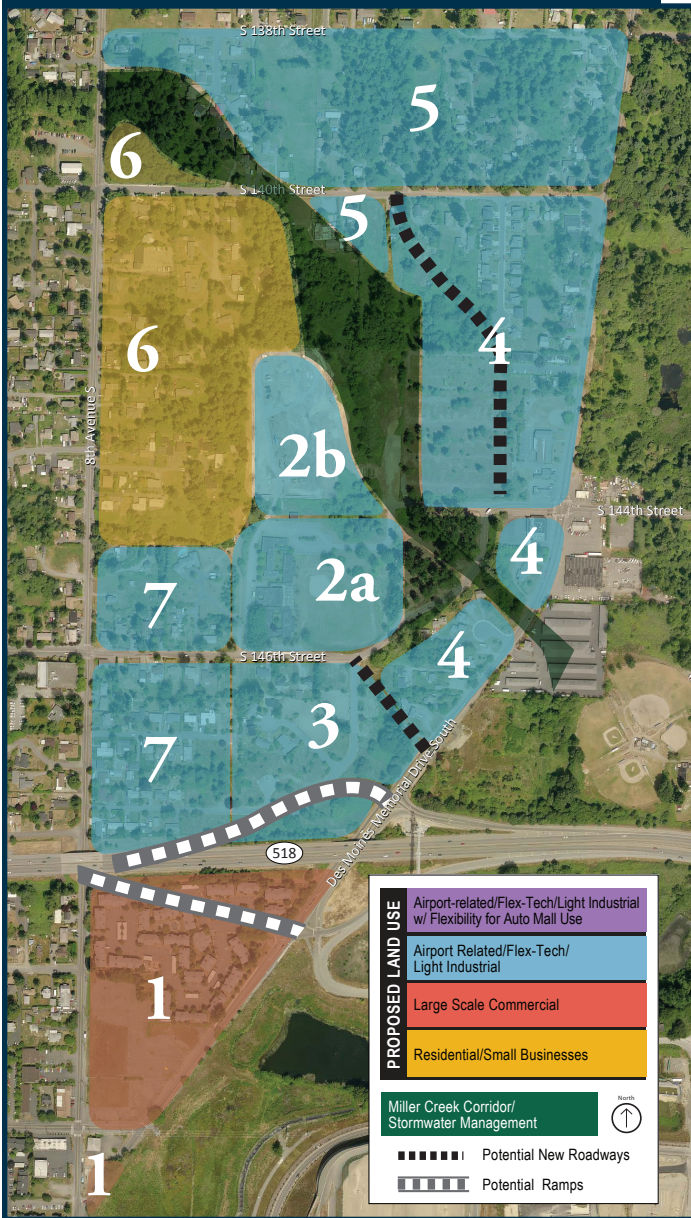 S 138th Street
5
6
S 140th Street
5
6
4
8th Avenue S
2b
S 144th Street
4
2a
7
S 146th Street
4
3
7
Des Moines Memorial Drive South
518
1
1
PROPOSED LAND USE
Airport-related/Flex-Tech/Light Industrial
w/ Flexibility for Auto Mall Use
Airport Related/Flex-Tech/
Light Industrial
Large Scale Commercial
Residential/Small Businesses
Miller Creek Corridor/
Stormwater Management
North
Potential New Roadways
Potential Ramps